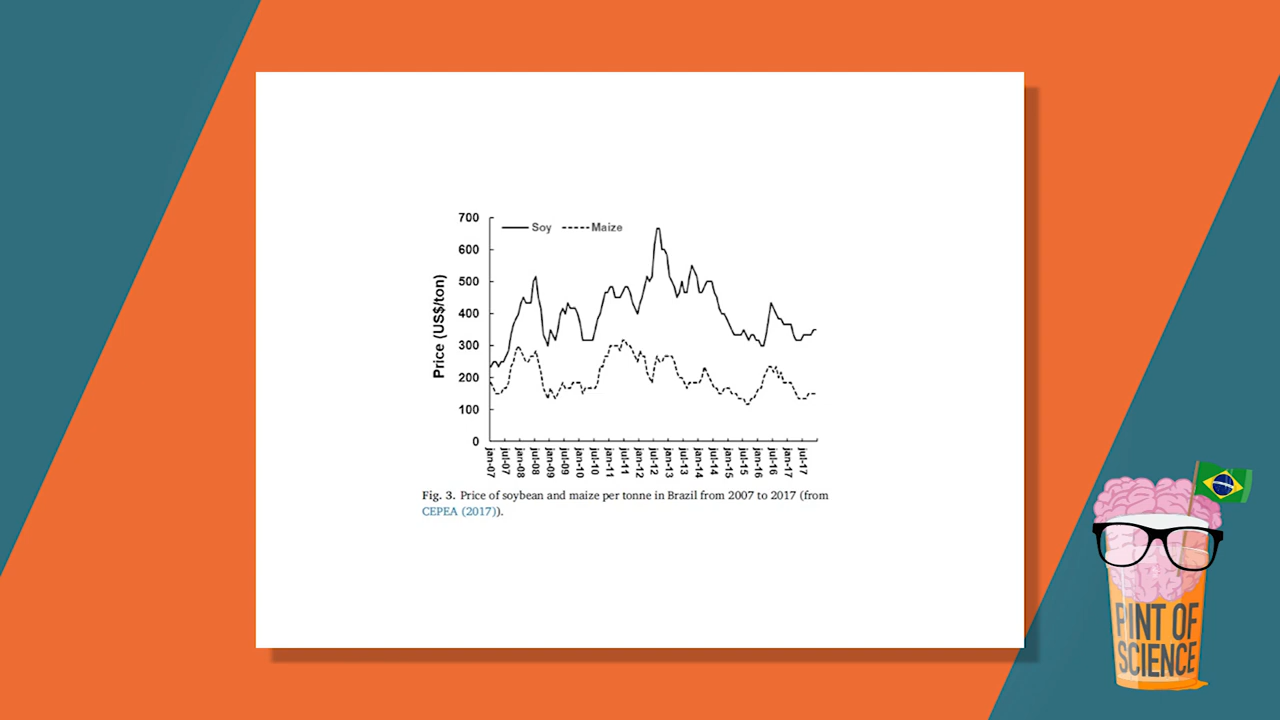 700
600
500
400
300
200
100
0
Price (US$/ton)
Soy
Maize
jan-07
jul-07
jan-08
jul-08
jan-09
jul-09
jan-10
jul-10
jan-11
jul-11
jan-12
jul-12
jan-13
jul-13
jan-14
jul-14
jan-15
jul-15
jan-16
jul-16
jan-17
jul-17
Fig. 3. Price of soybean and maize per tonne in Brazil from 2007 to 2017 (from
CEPEA (2017)).
PINT OF
SCIENCE